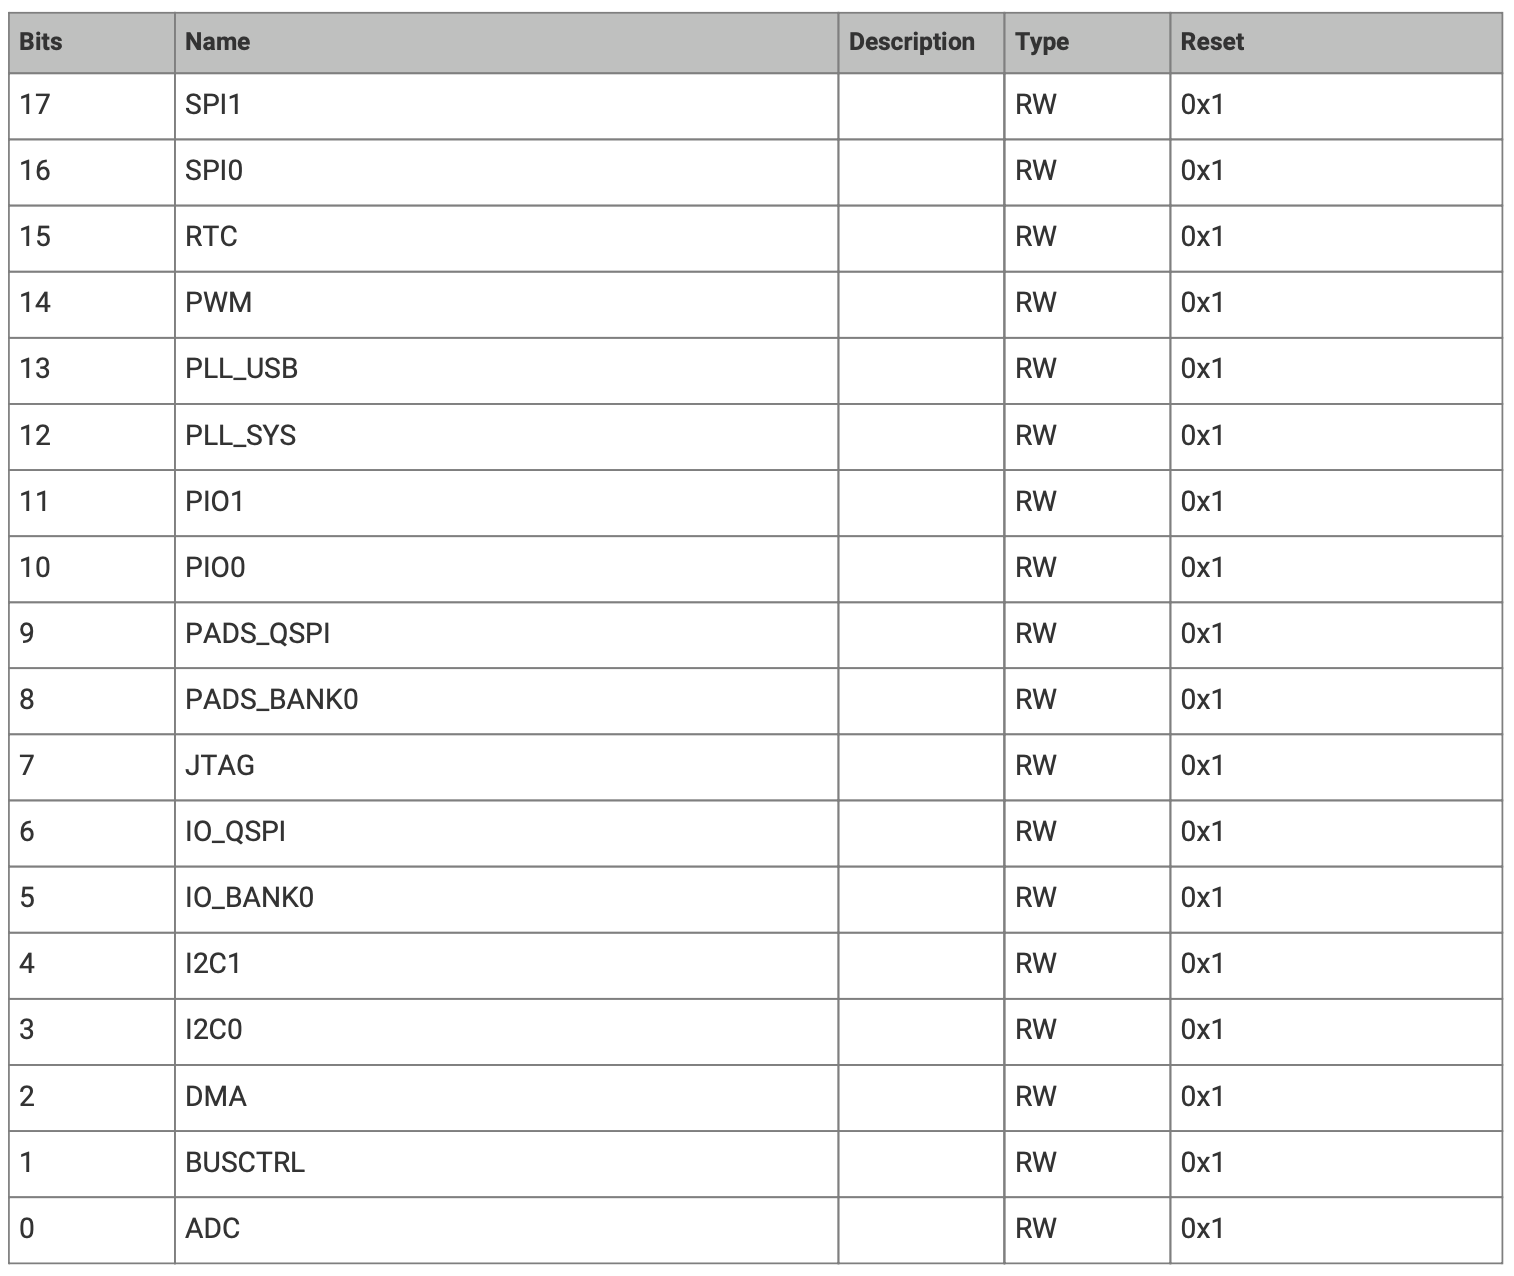 Bits Name Description Type Reset
17 SPI1 RW 0x1
16 SPI0 RW 0x1
15 RTC RW 0x1
14 PWM RW 0x1
13 PLL_USB RW 0x1
12 PLL_SYS RW 0x1
11 PIO1 RW 0x1
10 PIO0 RW 0x1
9 PADS_QSPI RW 0x1
8 PADS_BANK0 RW 0x1
7 JTAG RW 0x1
6 IO_QSPI RW 0x1
5 IO_BANK0 RW 0x1
4 I2C1 RW 0x1
3 I2C0 RW 0x1
2 DMA RW 0x1
1 BUSCTRL RW 0x1
0 ADC RW 0x1